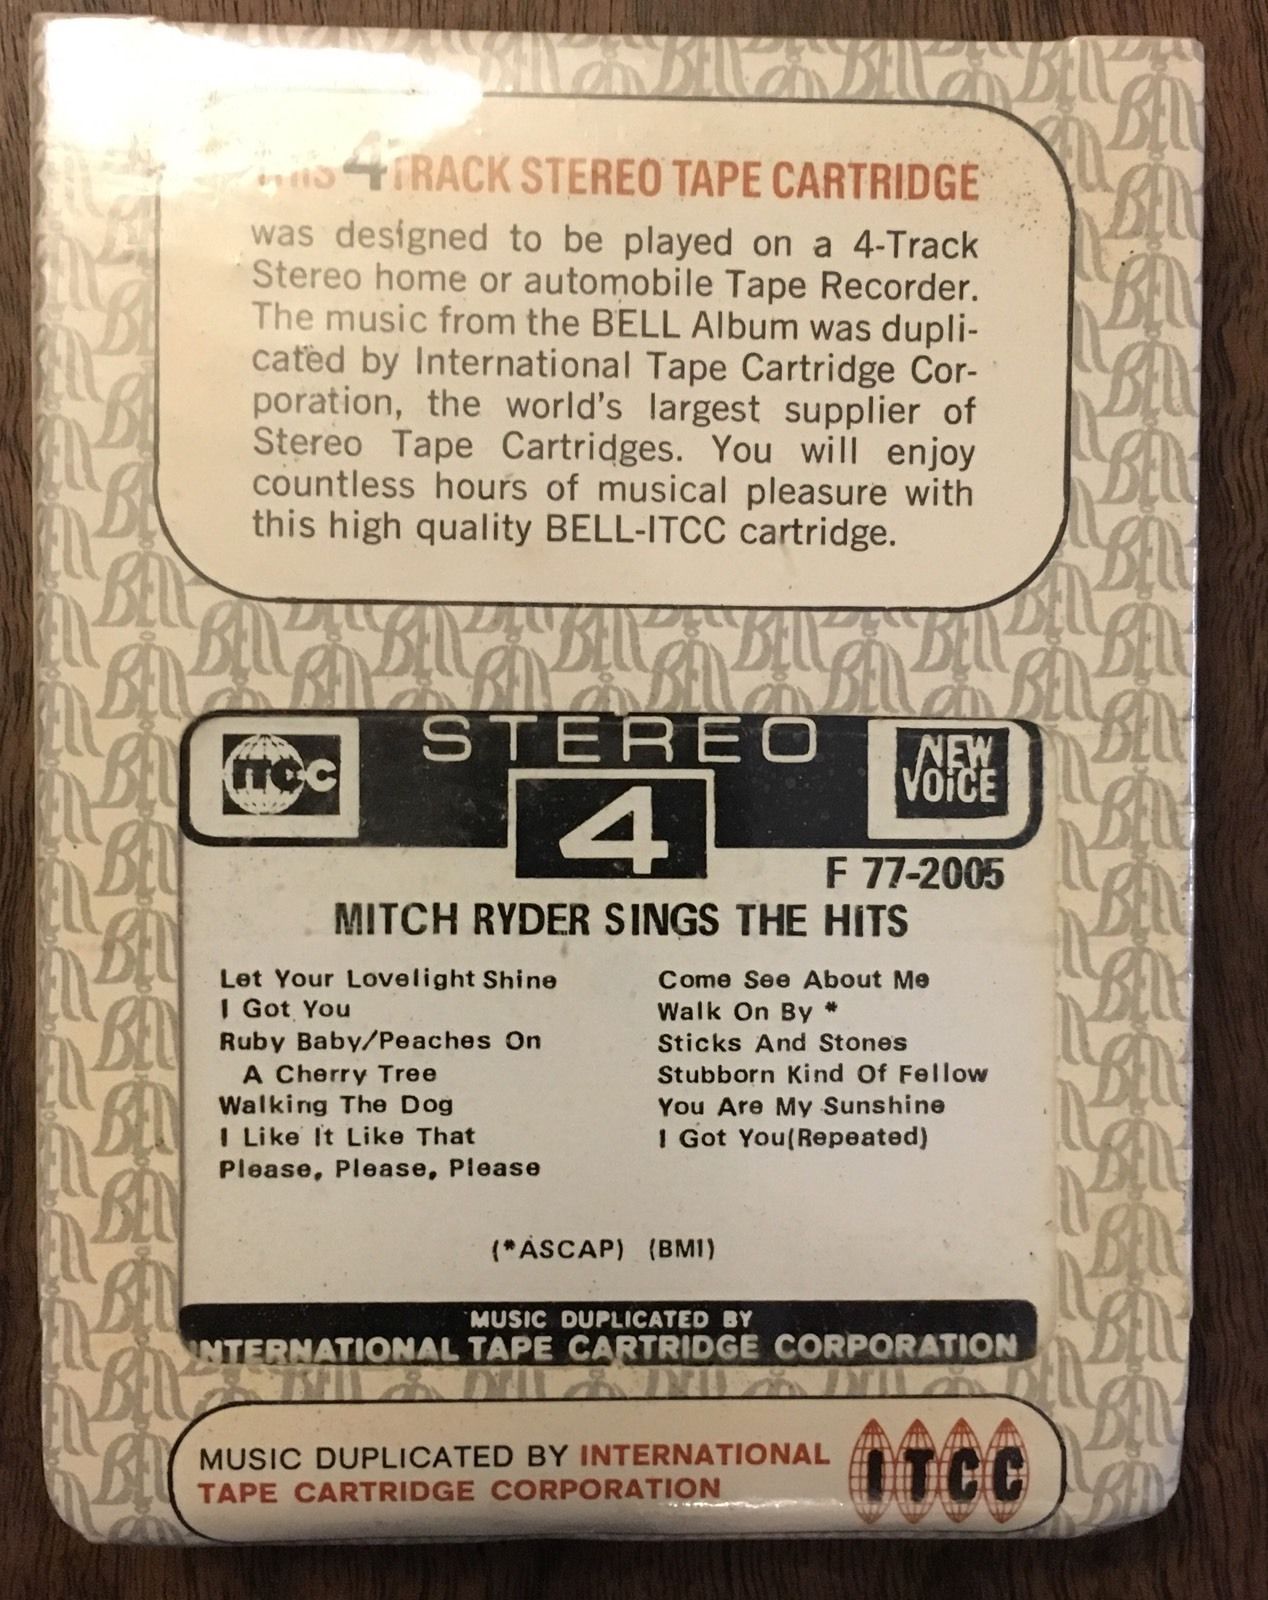 THIS 4 TRACK STEREO TAPE CARTRIDGE
was designed to be played on a 4-Track
Stereo home or automobile Tape Recorder.
The music from the BELL Album was dupli-
cated by International Tape Cartridge Cor-
poration, the world's largest supplier of
Stereo Tape Cartridges. You will enjoy
countless hours of musical pleasure with
this high quality BELL-ITCC cartridge.
ITCC
STEREO
4
NEW
VOiCE
F 77-2005
MITCH RYDER SINGS THE HITS
Let Your Lovelight Shine
I Got You
Ruby Baby/Peaches On
A Cherry Tree
Walking The Dog
I Like It Like That
Please, Please, Please
Come See About Me
Walk On By *
Sticks And Stones
Stubborn Kind Of Fellow
You Are My Sunshine
I Got You(Repeated)
(*ASCAP) (BMI)
MUSIC DUPLICATED BY
INTERNATIONAL TAPE CARTRIDGE CORPORATION
MUSIC DUPLICATED BY INTERNATIONAL
TAPE CARTRIDGE CORPORATION
ITCC